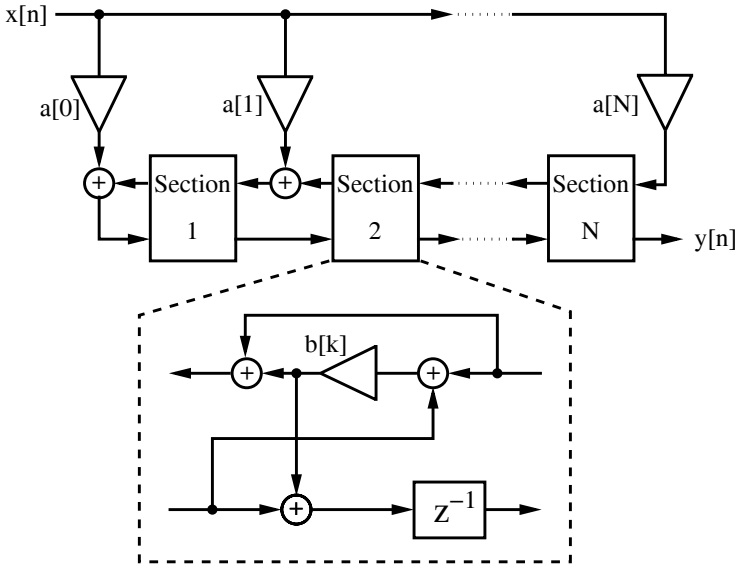 x[n]
a[0]
a[1]
a[N]
+
+
Section
1
Section
2
Section
N
y[n]
b[k]
+
+
+
z⁻¹